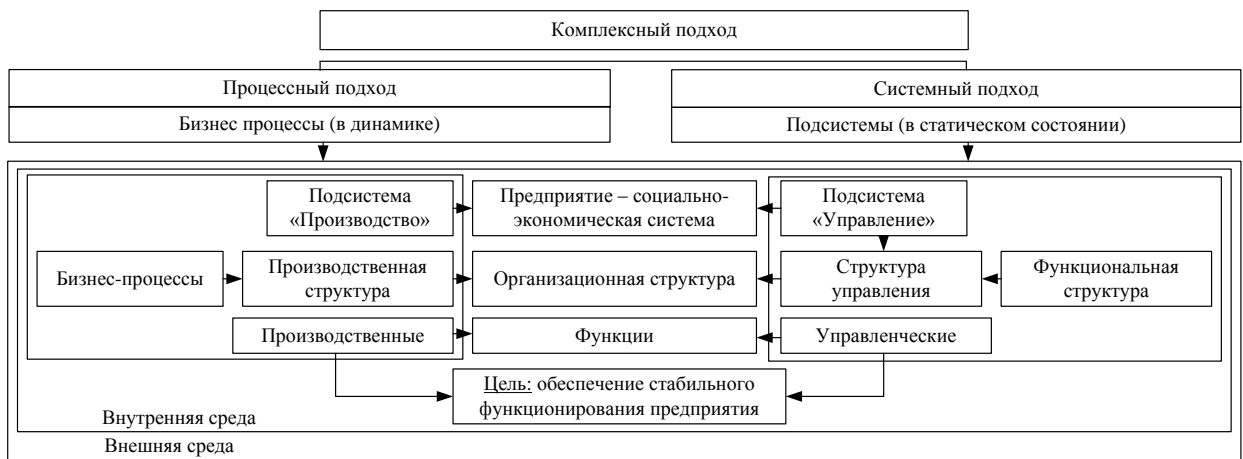 Комплексный подход
Процессный подход
Системный подход
Бизнес процессы (в динамике)
Подсистемы (в статическом состоянии)
Подсистема
«Производство»
Предприятие – социально-
экономическая система
Подсистема
«Управление»
Бизнес-процессы
Производственная
структура
Организационная структура
Структура
управления
Функциональная
структура
Производственные
Функции
Управленческие
Цель: обеспечение стабильного
функционирования предприятия
Внутренняя среда
Внешняя среда